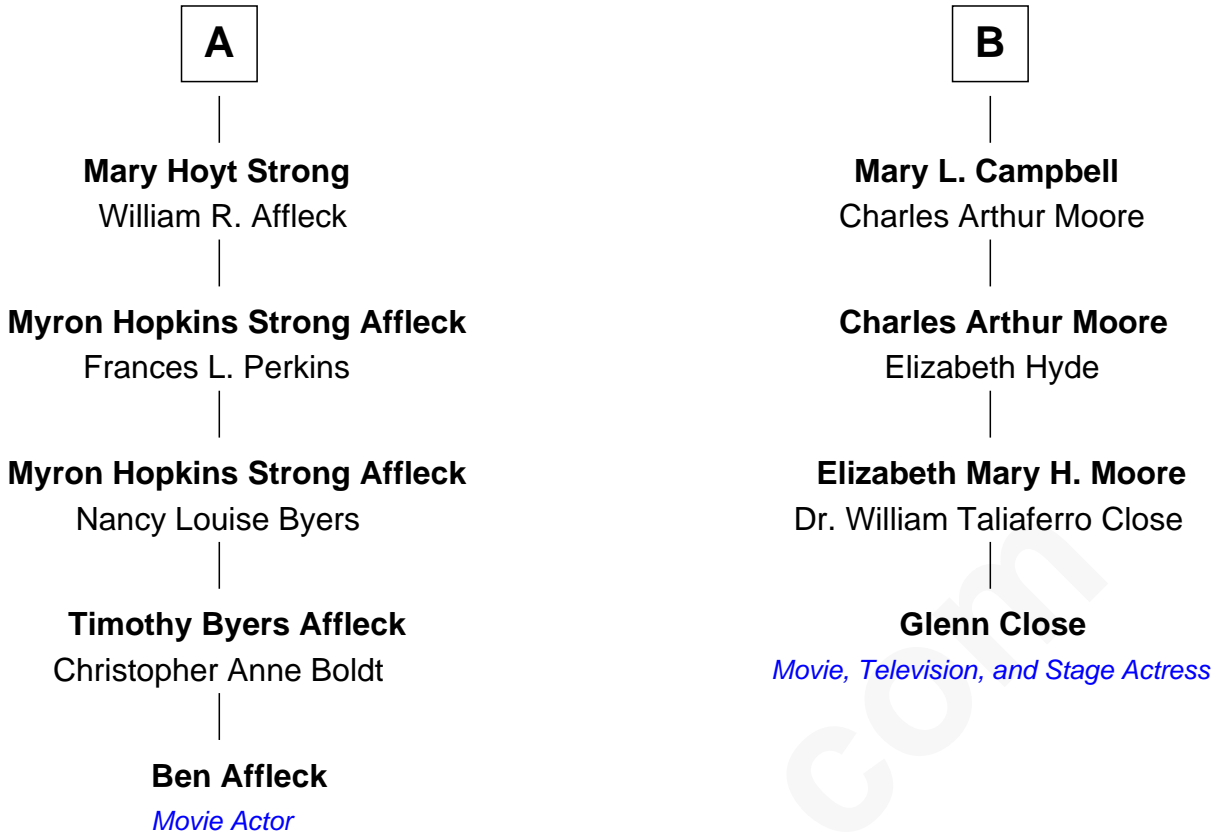 A
Mary Hoyt Strong
William R. Affleck
Myron Hopkins Strong Affleck
Frances L. Perkins
Myron Hopkins Strong Affleck
Nancy Louise Byers
Timothy Byers Affleck
Christopher Anne Boldt
Ben Affleck
Movie Actor
B
Mary L. Campbell
Charles Arthur Moore
Charles Arthur Moore
Elizabeth Hyde
Elizabeth Mary H. Moore
Dr. William Taliaferro Close
Glenn Close
Movie, Television, and Stage Actress
com